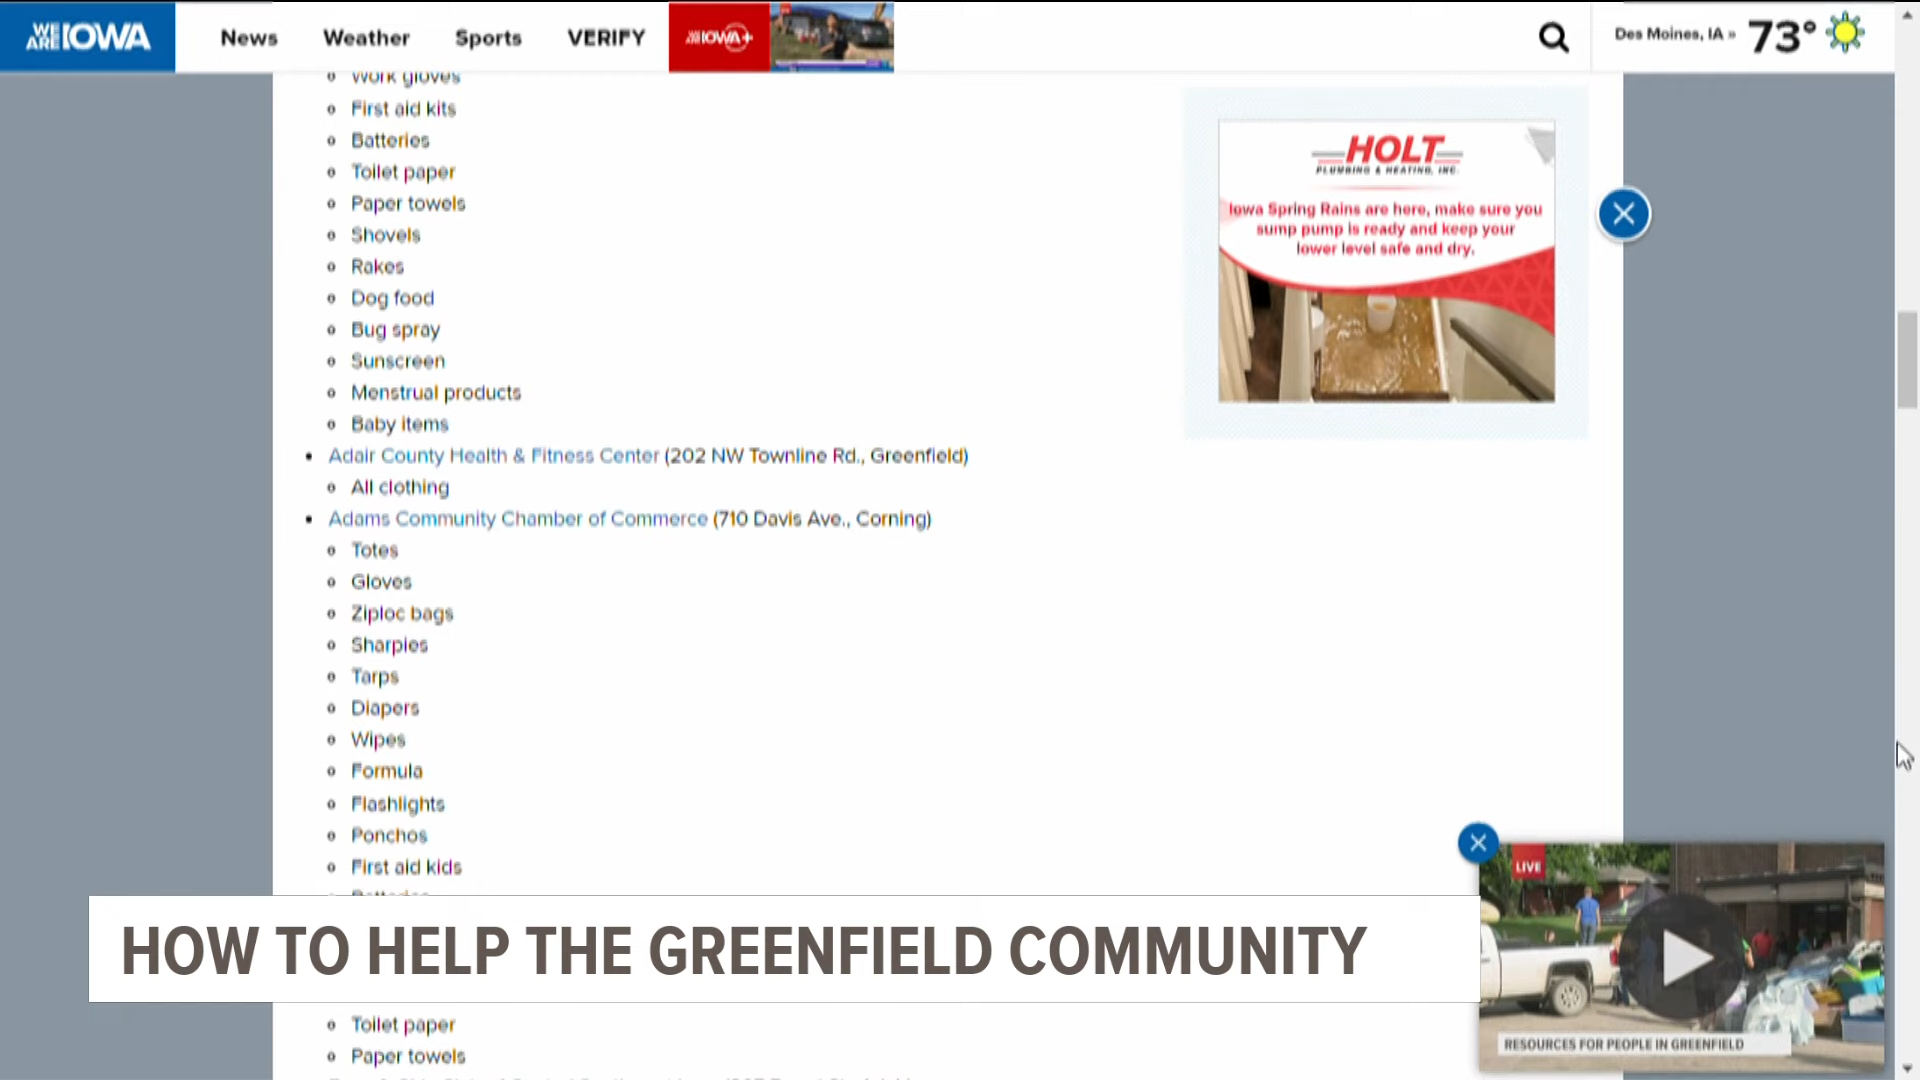 WE ARE IOWA
News
Weather
Sports
VERIFY
IOWA+
Des Moines, IA »
73°
Work gloves
First aid kits
Batteries
Toilet paper
Paper towels
Shovels
Rakes
Dog food
Bug spray
Sunscreen
Menstrual products
Baby items
Adair County Health & Fitness Center (202 NW Townline Rd., Greenfield)
All clothing
Adams Community Chamber of Commerce (710 Davis Ave., Corning)
Totes
Gloves
Ziploc bags
Sharpies
Tarps
Diapers
Wipes
Formula
Flashlights
Ponchos
First aid kids
Toilet paper
Paper towels
HOLT
PLUMBING & HEATING, INC.
Iowa Spring Rains are here, make sure you
sump pump is ready and keep your
lower level safe and dry.
HOW TO HELP THE GREENFIELD COMMUNITY
LIVE
RESOURCES FOR PEOPLE IN GREENFIELD